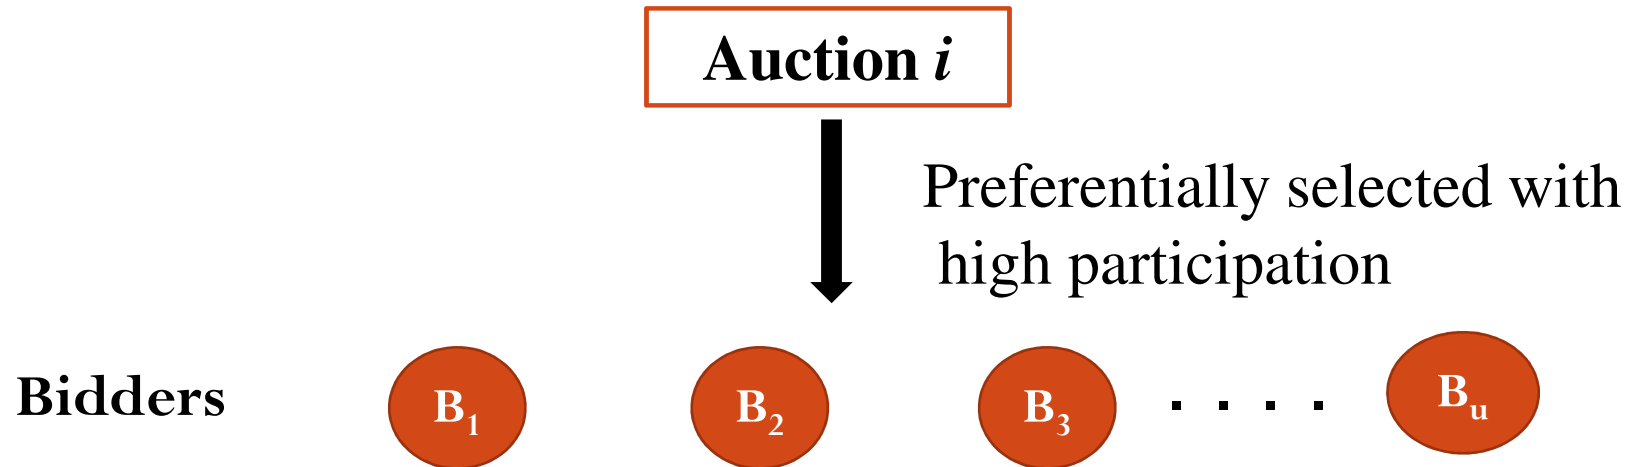 Auction i
Preferentially selected with
high participation
Bidders B₁ B₂ B₃ . . . . Bᵤ